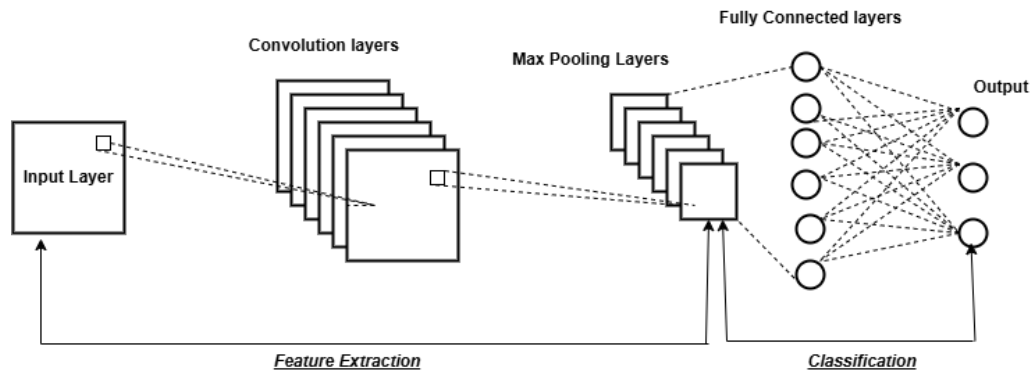 Fully Connected layers
Convolution layers
Max Pooling Layers
Output
Input Layer
Feature Extraction
Classification